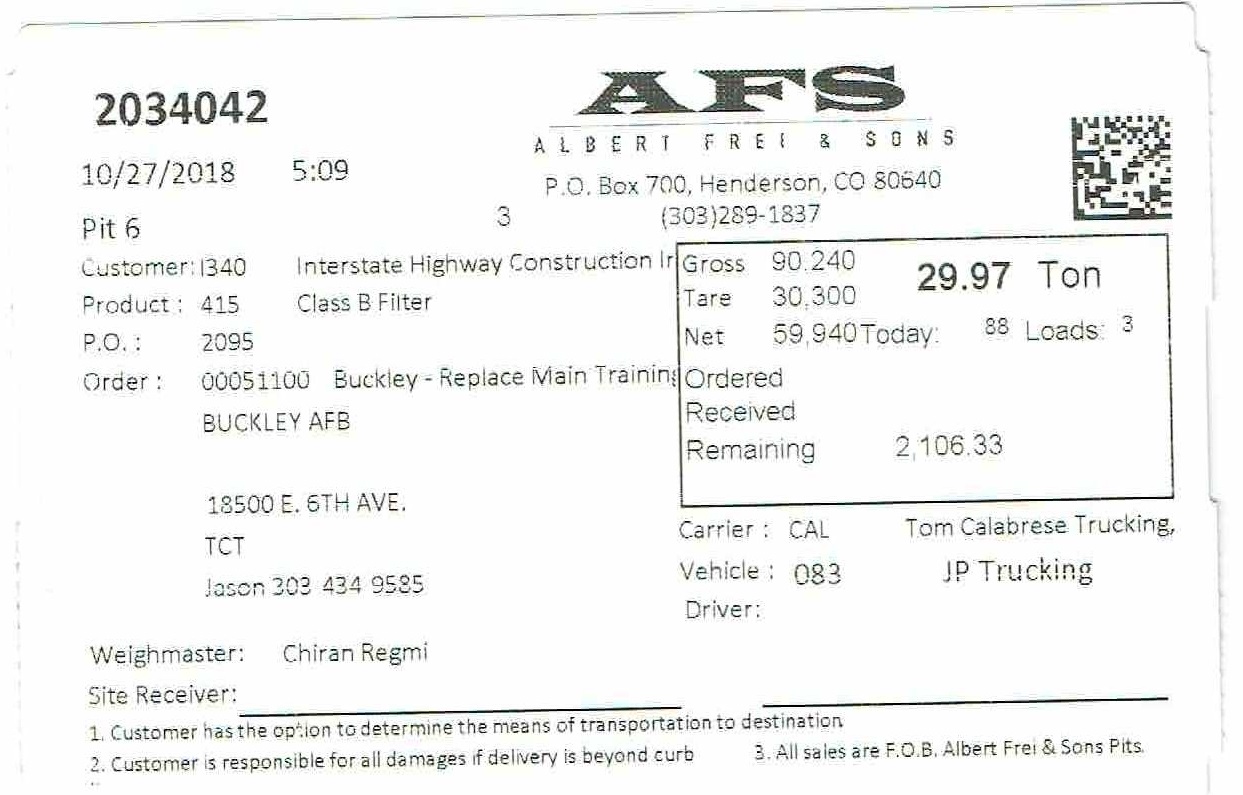 AFS
2034042
ALBERT FREI & SONS
10/27/2018 5:09
P.O. Box 700, Henderson, CO 80640
Pit 6 3 (303)289-1837
Customer: I340 Interstate Highway Construction Ir
Gross 90,240 29.97 Ton
Product : 415 Class B Filter
Tare 30,300
P.O. : 2095
Net 59,940 Today: 88 Loads: 3
Order : 00051100 Buckley - Replace Main Training
Ordered
BUCKLEY AFB
Received
Remaining 2,106.33
18500 E. 6TH AVE.
Carrier : CAL Tom Calabrese Trucking,
TCT
Vehicle : 083 JP Trucking
Jason 303 434 9585
Driver:
Weighmaster: Chiran Regmi
Site Receiver:
1. Customer has the option to determine the means of transportation to destination
2. Customer is responsible for all damages if delivery is beyond curb 3. All sales are F.O.B. Albert Frei & Sons Pits.